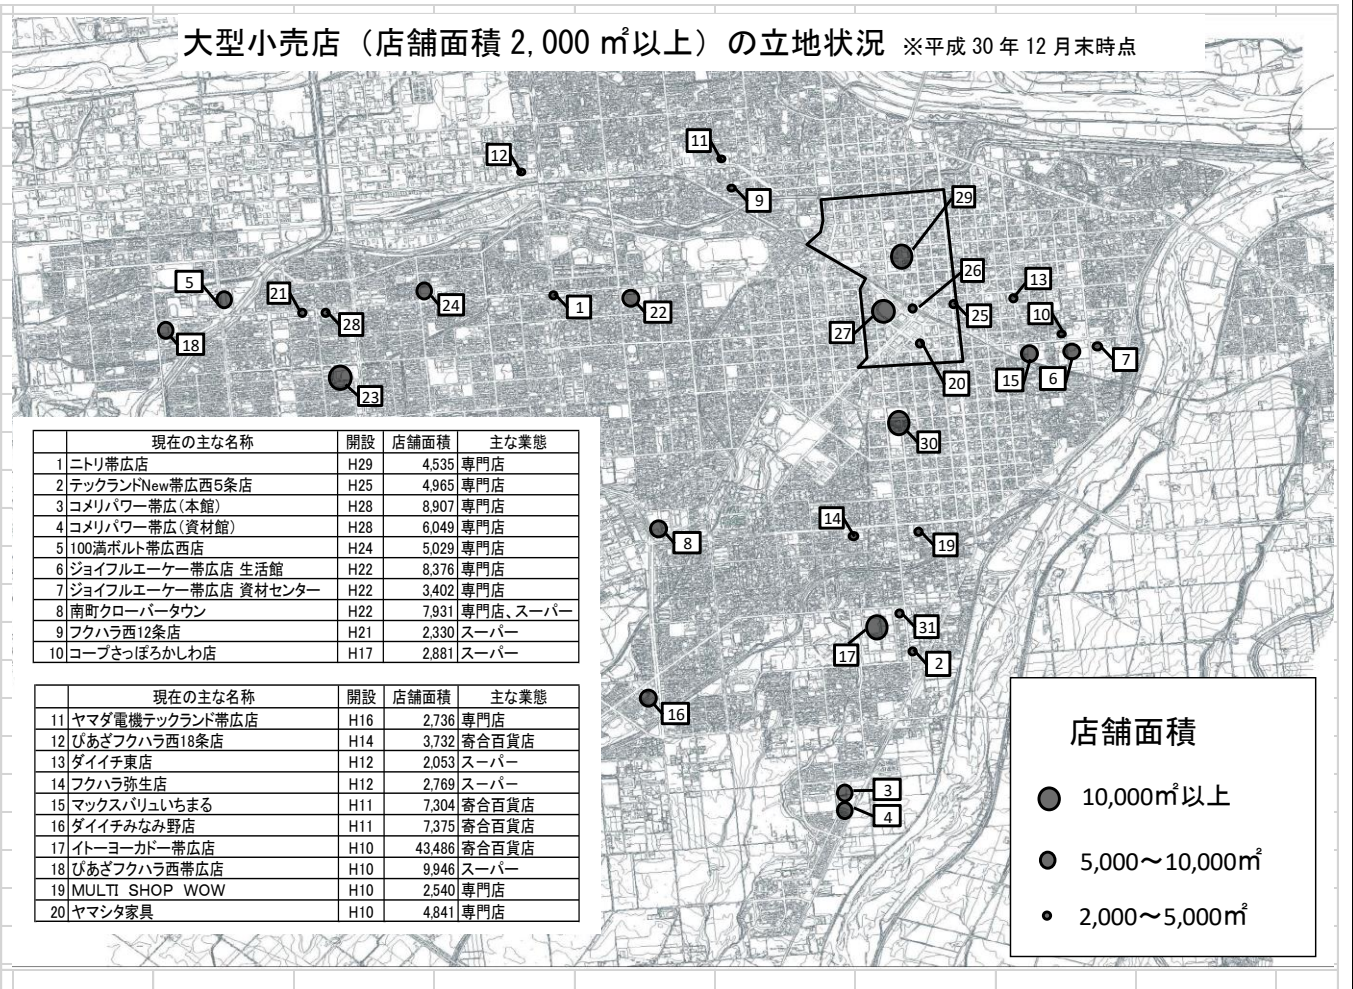 大型小売店（店舗面積2,000㎡以上）の立地状況 ※平成30年12月末時点
11
12
9
29
26
13
5
21
24
1
22
25
10
18
28
27
7
23
20
15
6
30
14
8
19
31
17
2
16
3
4
現在の主な名称 開設 店舗面積 主な業態
1 ニトリ帯広店 H29 4,535 専門店
2 テックランドNew帯広西5条店 H25 4,965 専門店
3 コメリパワー帯広（本館） H28 8,907 専門店
4 コメリパワー帯広（資材館） H28 6,049 専門店
5 100満ボルト帯広西店 H24 5,029 専門店
6 ジョイフルエーケー帯広店 生活館 H22 8,376 専門店
7 ジョイフルエーケー帯広店 資材センター H22 3,402 専門店
8 南町クローバータウン H22 7,931 専門店、スーパー
9 フクハラ西12条店 H21 2,330 スーパー
10 コープさっぽろかしわ店 H17 2,881 スーパー
現在の主な名称 開設 店舗面積 主な業態
11 ヤマダ電機テックランド帯広店 H16 2,736 専門店
12 ぴあざフクハラ西18条店 H14 3,732 寄合百貨店
13 ダイイチ東店 H12 2,053 スーパー
14 フクハラ弥生店 H12 2,769 スーパー
15 マックスバリュいちまる H11 7,304 寄合百貨店
16 ダイイチみなみ野店 H11 7,375 寄合百貨店
17 イトーヨーカドー帯広店 H10 43,486 寄合百貨店
18 ぴあざフクハラ西帯広店 H10 9,946 スーパー
19 MULTI SHOP WOW H10 2,540 専門店
20 ヤマシタ家具 H10 4,841 専門店
店舗面積
10,000㎡以上
5,000～10,000㎡
2,000～5,000㎡